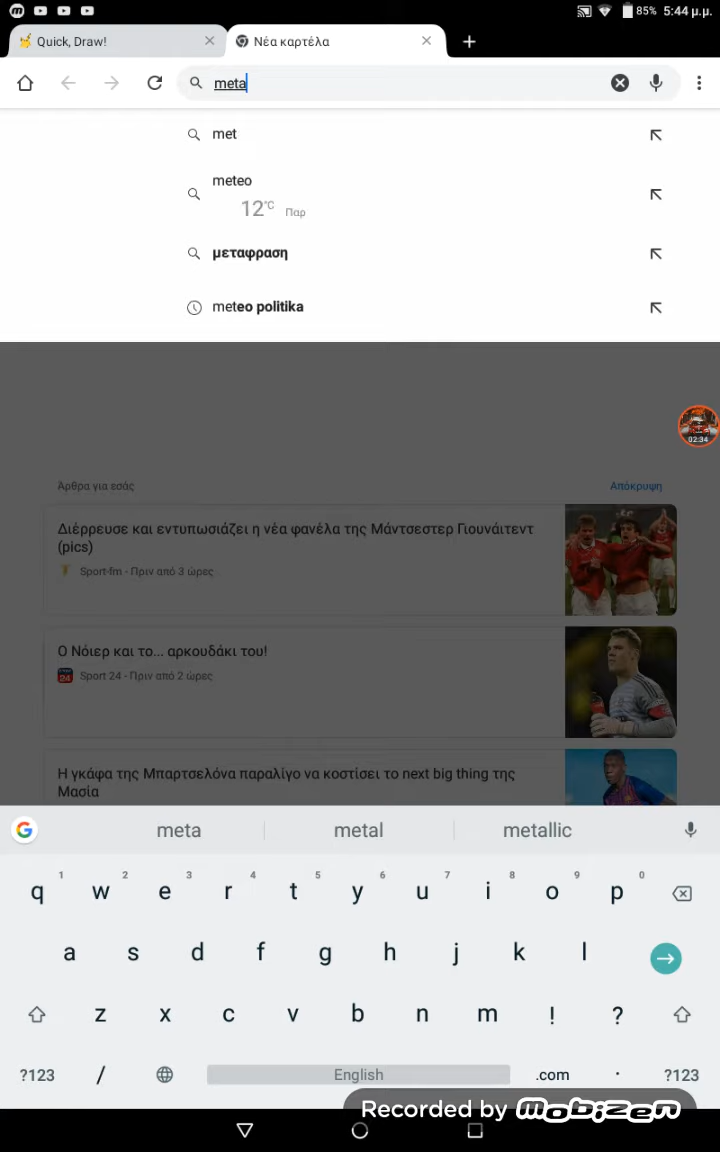 85% 5:44 μ.μ.
Quick, Draw!
Νέα καρτέλα
meta
met
meteo
12°C Παρ
μεταφραση
meteo politika
02:34
Άρθρα για εσάς
Απόκρυψη
Διέρρευσε και εντυπωσιάζει η νέα φανέλα της Μάντσεστερ Γιουνάιτεντ
(pics)
Sport-fm - Πριν από 3 ώρες
Ο Νόιερ και το... αρκουδάκι του!
Sport 24 - Πριν από 2 ώρες
Η γκάφα της Μπαρτσελόνα παραλίγο να κοστίσει το next big thing της
Μασία
meta metal metallic
1 2 3 4 5 6 7 8 9 0
q w e r t y u i o p
a s d f g h j k l
z x c v b n m ! ?
?123 / English .com . ?123
Recorded by mobizen